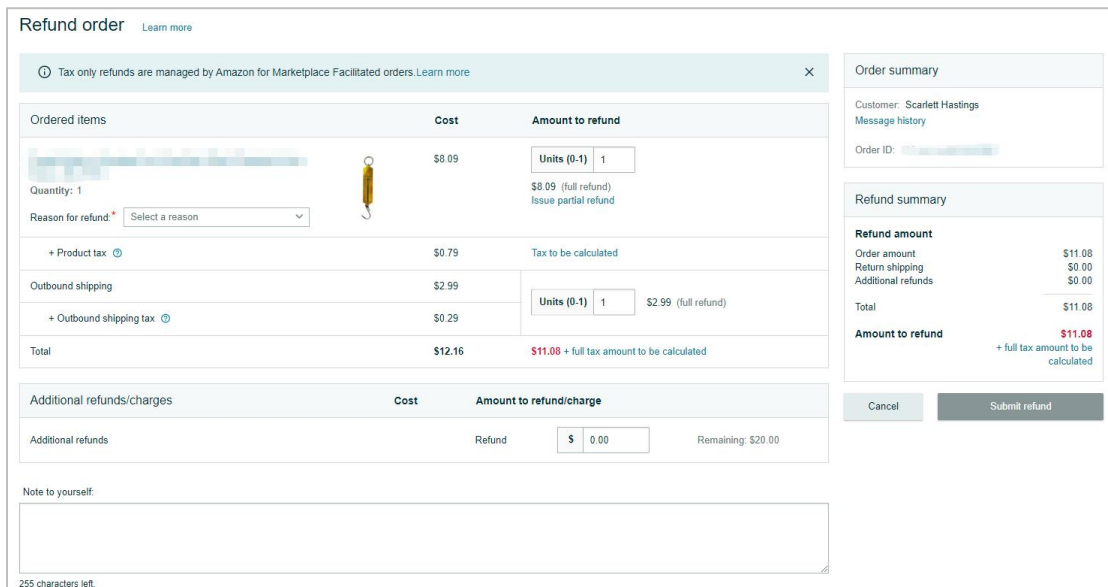 Refund order Learn more
Tax only refunds are managed by Amazon for Marketplace Facilitated orders.Learn more
Ordered items Cost Amount to refund
$8.09 Units (0-1) 1
Quantity: 1 $8.09 (full refund)
Issue partial refund
Reason for refund:* Select a reason
+ Product tax $0.79 Tax to be calculated
Outbound shipping $2.99
Units (0-1) 1 $2.99 (full refund)
+ Outbound shipping tax $0.29
Total $12.16 $11.08 + full tax amount to be calculated
Additional refunds/charges Cost Amount to refund/charge
Additional refunds Refund $ 0.00 Remaining: $20.00
Note to yourself:
255 characters left.
Order summary
Customer: Scarlett Hastings
Message history
Order ID:
Refund summary
Refund amount
Order amount $11.08
Return shipping $0.00
Additional refunds $0.00
Total $11.08
Amount to refund $11.08
+ full tax amount to be
calculated
Cancel Submit refund